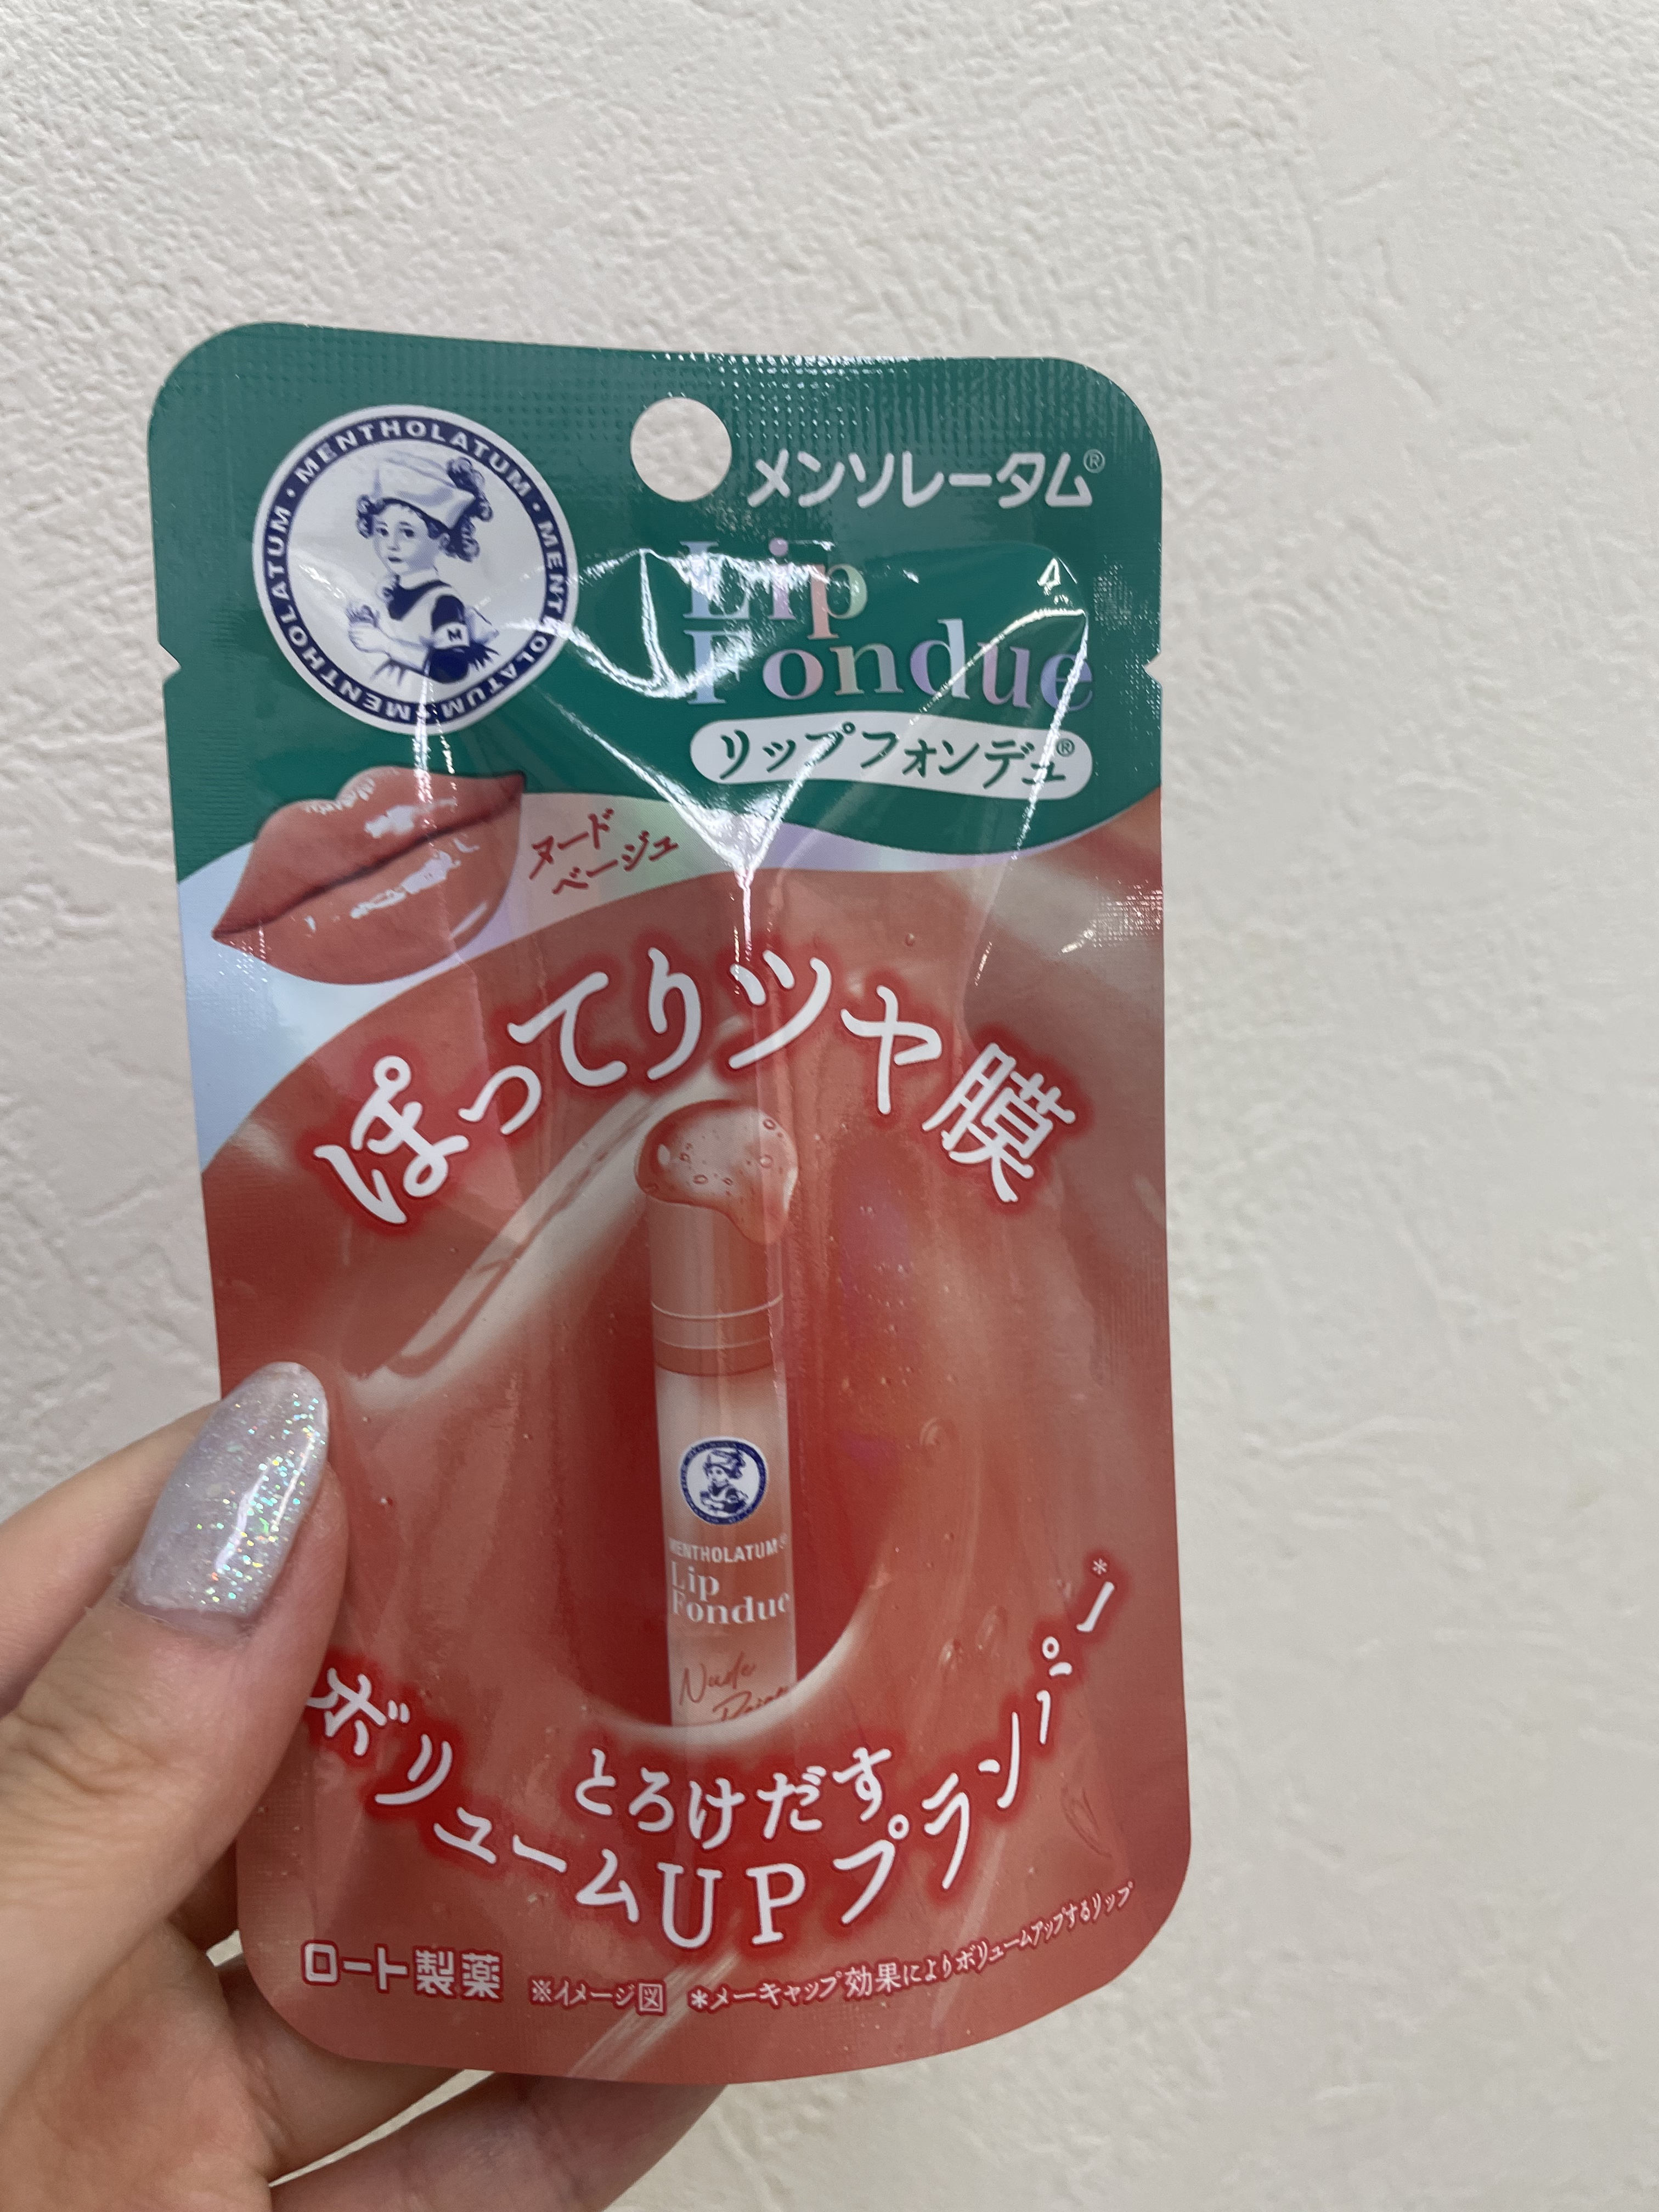 MENTHOLATUM・MENTHOLATUM・MENTHOLATUM・MENTHOLATUM
メンソレータム®
Lip
Fondue
リップフォンデュ®
ヌード
ベージュ
ぽってりツヤ膜
MENTHOLATUM®
Lip
Fondue
Nude
とろけだす
ボリュームUPプランパー*
ロート製薬 ※イメージ図 *メーキャップ効果によりボリュームアップするリップ